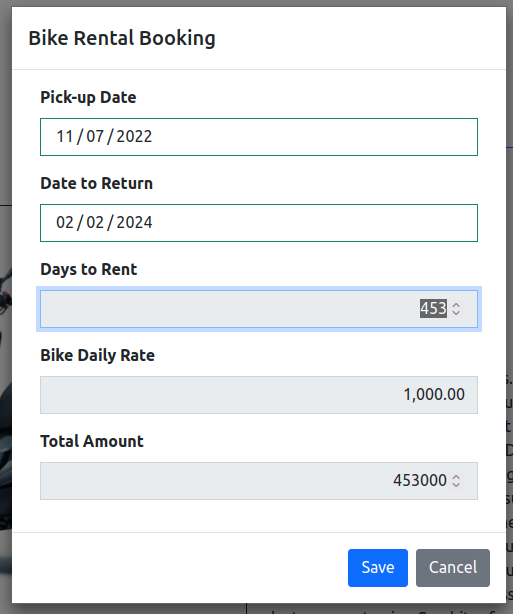 Bike Rental Booking
Pick-up Date
11/07/2022
Date to Return
02/02/2024
Days to Rent
453
Bike Daily Rate
1,000.00
Total Amount
453000
Save Cancel